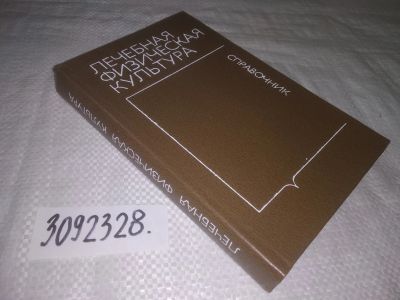 ЛЕЧЕБНАЯ
ФИЗИЧЕСКАЯ
КУЛЬТУРА
СПРАВОЧНИК
ЛЕЧЕБНАЯ ФИЗИЧЕСКАЯ КУЛЬТУРА
3092328.